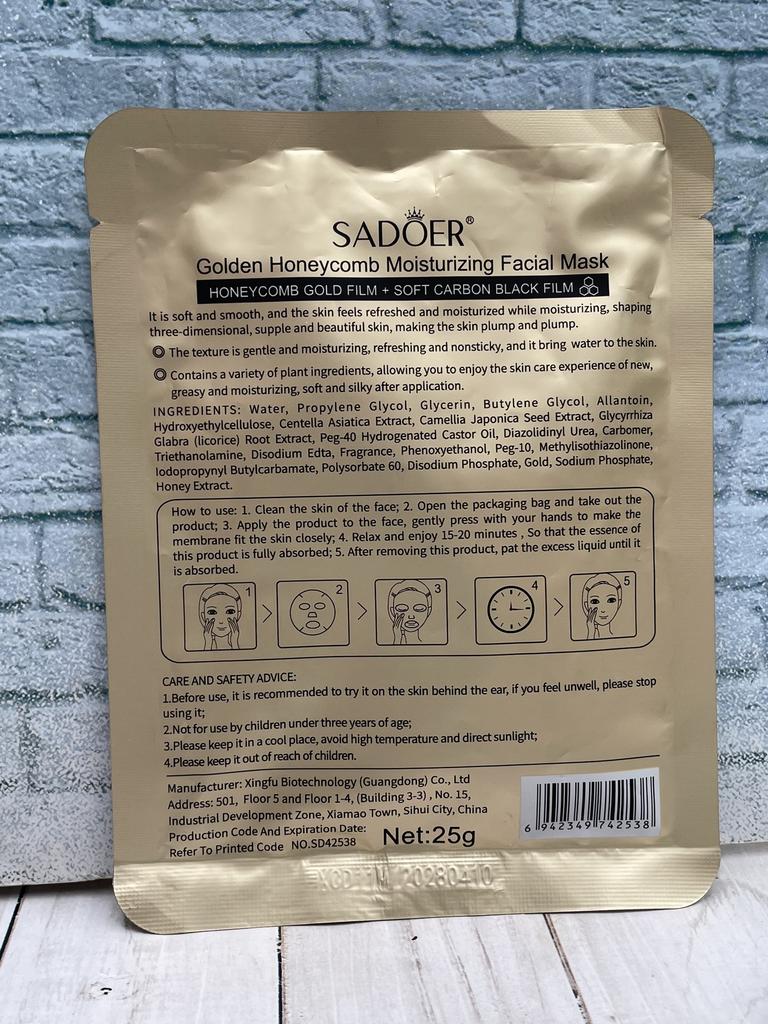 SADOER®
Golden Honeycomb Moisturizing Facial Mask
HONEYCOMB GOLD FILM + SOFT CARBON BLACK FILM
It is soft and smooth, and the skin feels refreshed and moisturized while moisturizing, shaping
three-dimensional, supple and beautiful skin, making the skin plump and plump.
The texture is gentle and moisturizing, refreshing and nonsticky, and it bring water to the skin.
Contains a variety of plant ingredients, allowing you to enjoy the skin care experience of new,
greasy and moisturizing, soft and silky after application.
INGREDIENTS: Water, Propylene Glycol, Glycerin, Butylene Glycol, Allantoin,
Hydroxyethylcellulose, Centella Asiatica Extract, Camellia Japonica Seed Extract, Glycyrrhiza
Glabra (licorice) Root Extract, Peg-40 Hydrogenated Castor Oil, Diazolidinyl Urea, Carbomer,
Triethanolamine, Disodium Edta, Fragrance, Phenoxyethanol, Peg-10, Methylisothiazolinone,
Iodopropynyl Butylcarbamate, Polysorbate 60, Disodium Phosphate, Gold, Sodium Phosphate,
Honey Extract.
How to use: 1. Clean the skin of the face; 2. Open the packaging bag and take out the
product; 3. Apply the product to the face, gently press with your hands to make the
membrane fit the skin closely; 4. Relax and enjoy 15-20 minutes , So that the essence of
this product is fully absorbed; 5. After removing this product, pat the excess liquid until it
is absorbed.
1 2 3 4 5
CARE AND SAFETY ADVICE:
1.Before use, it is recommended to try it on the skin behind the ear, if you feel unwell, please stop
using it;
2.Not for use by children under three years of age;
3.Please keep it in a cool place, avoid high temperature and direct sunlight;
4.Please keep it out of reach of children.
Manufacturer: Xingfu Biotechnology (Guangdong) Co., Ltd
Address: 501, Floor 5 and Floor 1-4, (Building 3-3) , No. 15,
Industrial Development Zone, Xiamao Town, Sihui City, China
Production Code And Expiration Date:
Refer To Printed Code NO.SD42538
Net:25g
6 942349 742538
20280410